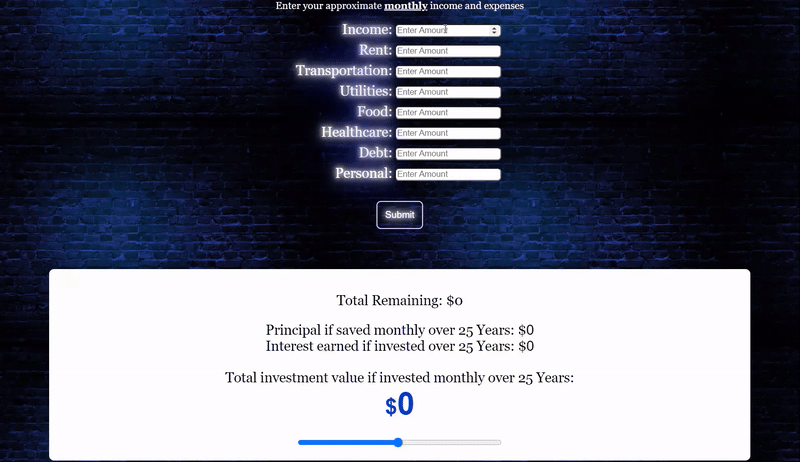 Enter your approximate monthly income and expenses
Income: Enter Amount
Rent: Enter Amount
Transportation: Enter Amount
Utilities: Enter Amount
Food: Enter Amount
Healthcare: Enter Amount
Debt: Enter Amount
Personal: Enter Amount
Submit
Total Remaining: $0
Principal if saved monthly over 25 Years: $0
Interest earned if invested over 25 Years: $0
Total investment value if invested monthly over 25 Years:
$0